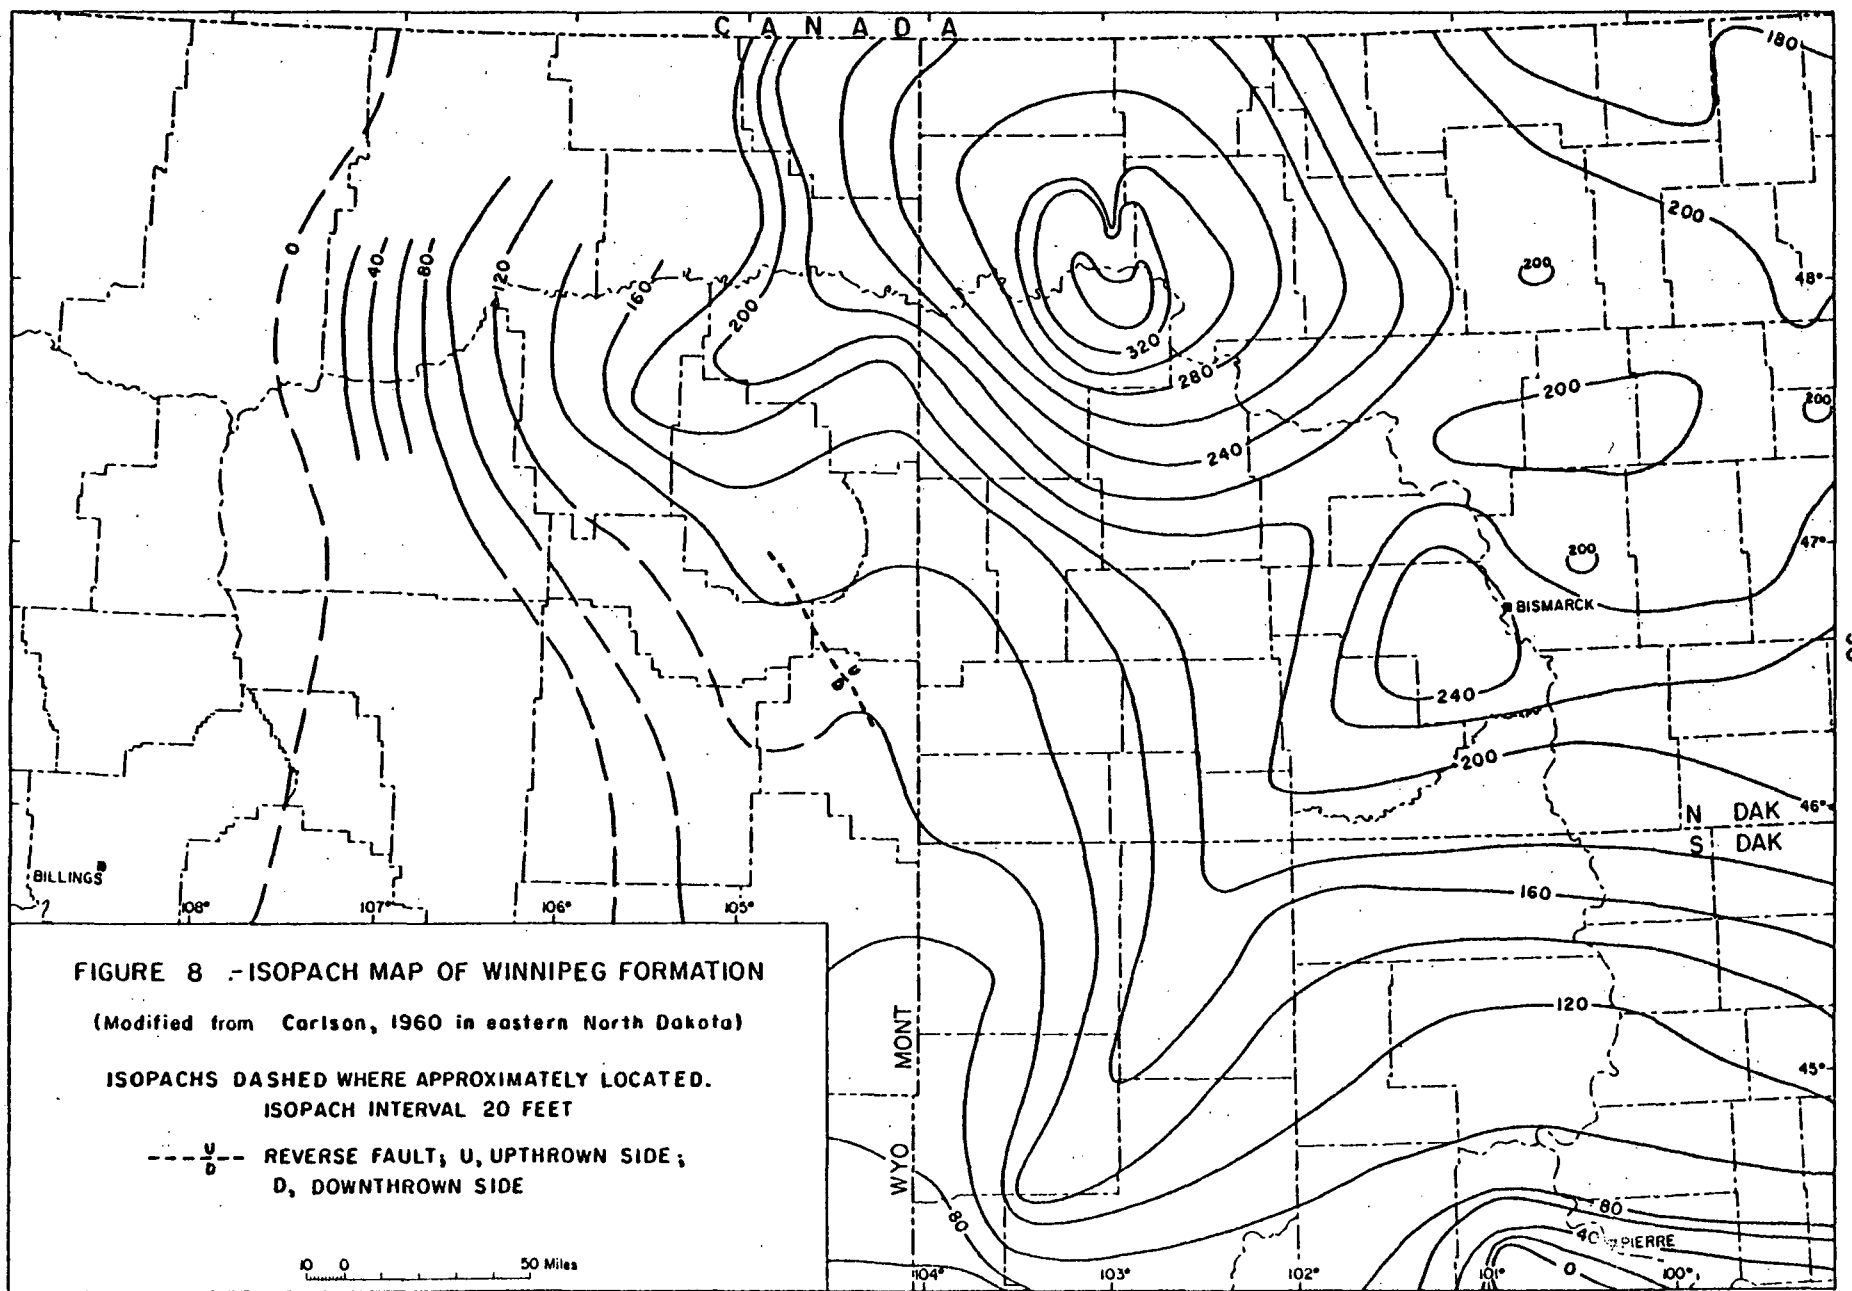 C A N A D A
180
0
40
80
120
160
200
200
200
48°
320
280
200
200
240
47°
200
BISMARCK
U
D
240
200
46°
N DAK
S DAK
BILLINGS
108°
107°
106°
105°
160
FIGURE 8 .-ISOPACH MAP OF WINNIPEG FORMATION
(Modified from Carlson, 1960 in eastern North Dakota)
ISOPACHS DASHED WHERE APPROXIMATELY LOCATED.
ISOPACH INTERVAL 20 FEET
U
D
REVERSE FAULT; U, UPTHROWN SIDE;
D, DOWNTHROWN SIDE
10 0 50 Miles
WYO MONT
120
45°
80
80
40
PIERRE
0
104°
103°
102°
101°
100°